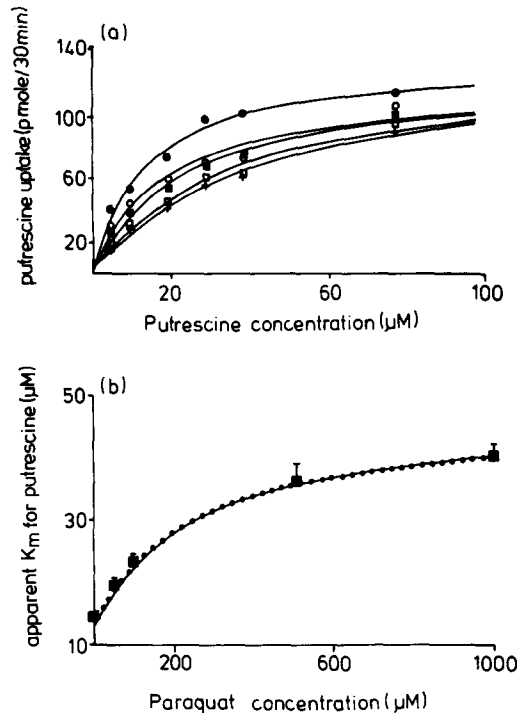 (a)
140
100
60
20
putrescine uptake (pmole/30min)
20
60
100
Putrescine concentration (μM)
(b)
50
30
10
apparent Km for putrescine (μM)
200
600
1000
Paraquat concentration (μM)